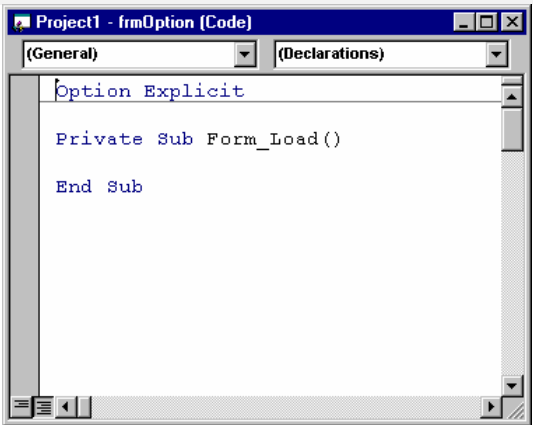 Project1 - frmOption (Code)
(General) (Declarations)
Option Explicit
Private Sub Form_Load()
End Sub